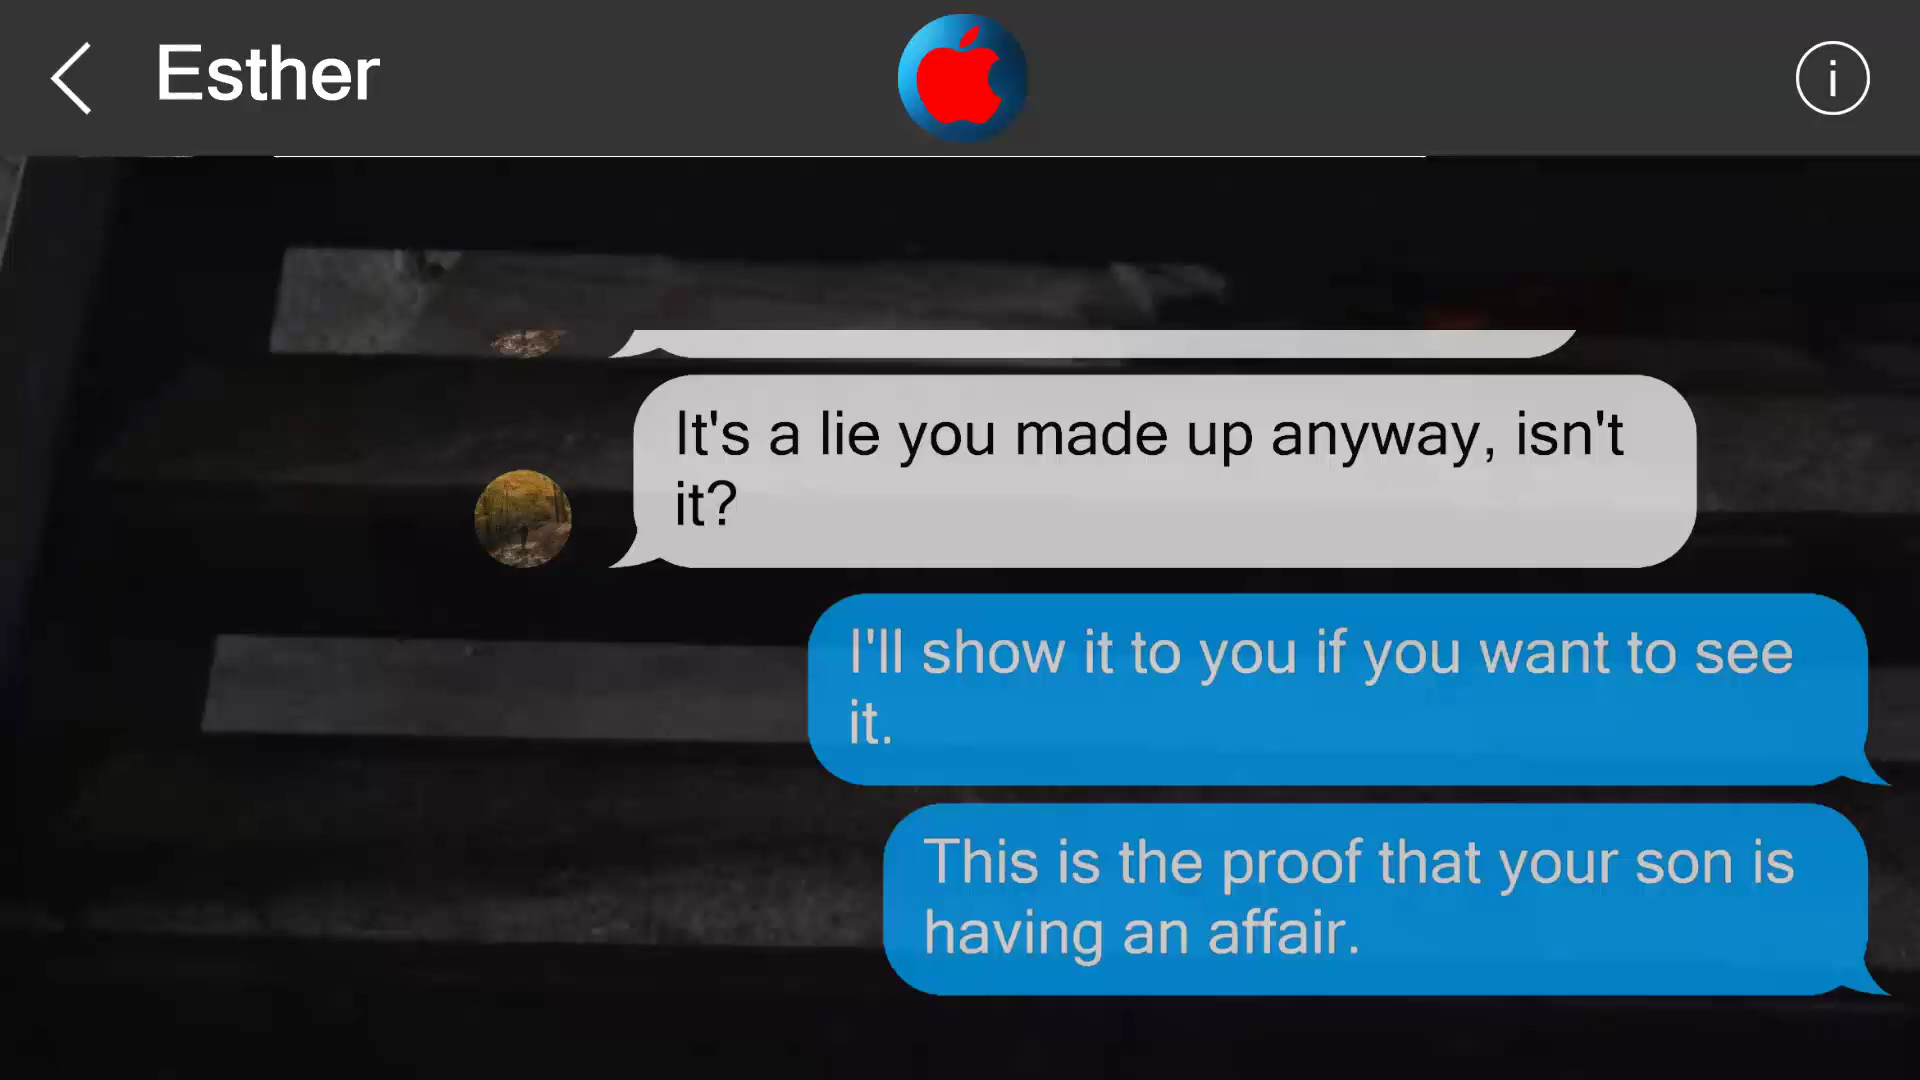 Esther
i
It's a lie you made up anyway, isn't
it?
I'll show it to you if you want to see
it.
This is the proof that your son is
having an affair.